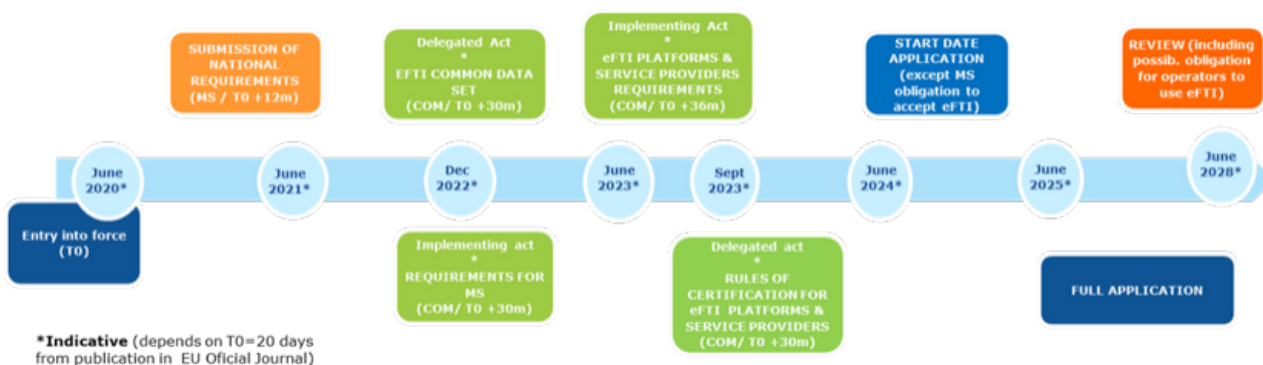 SUBMISSION OF
NATIONAL
REQUIREMENTS
(MS / T0 +12m)
Delegated Act
*
EFTI COMMON DATA
SET
(COM/ T0 +30m)
Implementing Act
*
eFTI PLATFORMS &
SERVICE PROVIDERS
REQUIREMENTS
(COM/ T0 +36m)
START DATE
APPLICATION
(except MS
obligation to
accept eFTI)
REVIEW (including
possib. obligation
for operators to
use eFTI)
June
2020*
June
2021*
Dec
2022*
June
2023*
Sept
2023*
June
2024*
June
2025*
June
2028*
Entry into force
(T0)
Implementing act
*
REQUIREMENTS FOR
MS
(COM/ T0 +30m)
Delegated act
*
RULES OF
CERTIFICATION FOR
eFTI PLATFORMS &
SERVICE PROVIDERS
(COM/ T0 +30m)
FULL APPLICATION
*Indicative (depends on T0=20 days
from publication in EU Oficial Journal)